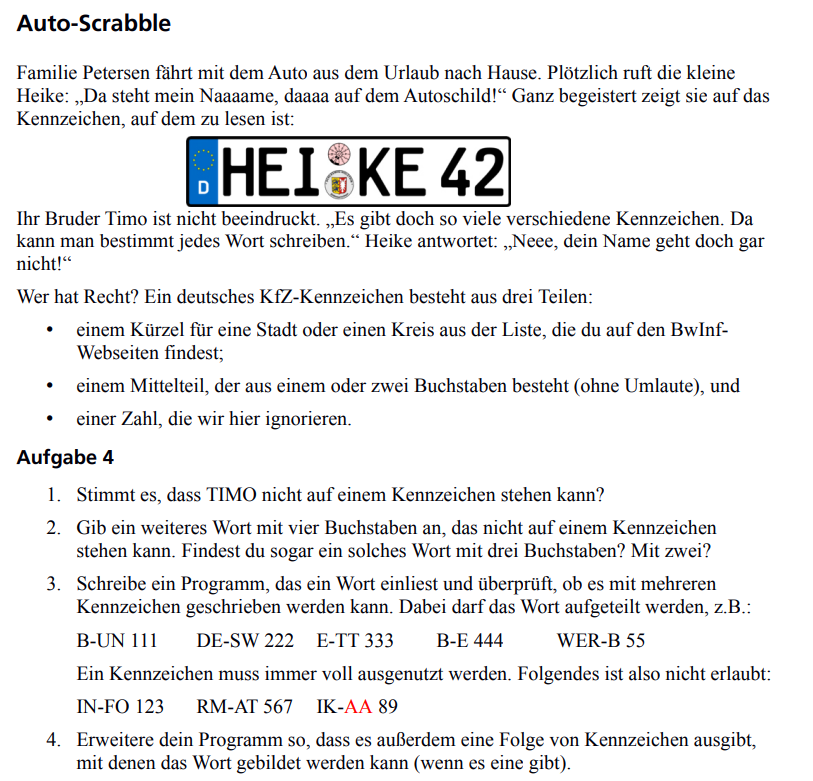 Auto-Scrabble
Familie Petersen fährt mit dem Auto aus dem Urlaub nach Hause. Plötzlich ruft die kleine
Heike: „Da steht mein Naaaame, daaaa auf dem Autoschild!“ Ganz begeistert zeigt sie auf das
Kennzeichen, auf dem zu lesen ist:
D HEI KE 42
Ihr Bruder Timo ist nicht beeindruckt. „Es gibt doch so viele verschiedene Kennzeichen. Da
kann man bestimmt jedes Wort schreiben.“ Heike antwortet: „Neee, dein Name geht doch gar
nicht!“
Wer hat Recht? Ein deutsches KfZ-Kennzeichen besteht aus drei Teilen:
• einem Kürzel für eine Stadt oder einen Kreis aus der Liste, die du auf den BwInf-
Webseiten findest;
• einem Mittelteil, der aus einem oder zwei Buchstaben besteht (ohne Umlaute), und
• einer Zahl, die wir hier ignorieren.
Aufgabe 4
1. Stimmt es, dass TIMO nicht auf einem Kennzeichen stehen kann?
2. Gib ein weiteres Wort mit vier Buchstaben an, das nicht auf einem Kennzeichen
stehen kann. Findest du sogar ein solches Wort mit drei Buchstaben? Mit zwei?
3. Schreibe ein Programm, das ein Wort einliest und überprüft, ob es mit mehreren
Kennzeichen geschrieben werden kann. Dabei darf das Wort aufgeteilt werden, z.B.:
B-UN 111 DE-SW 222 E-TT 333 B-E 444 WER-B 55
Ein Kennzeichen muss immer voll ausgenutzt werden. Folgendes ist also nicht erlaubt:
IN-FO 123 RM-AT 567 IK-AA 89
4. Erweitere dein Programm so, dass es außerdem eine Folge von Kennzeichen ausgibt,
mit denen das Wort gebildet werden kann (wenn es eine gibt).